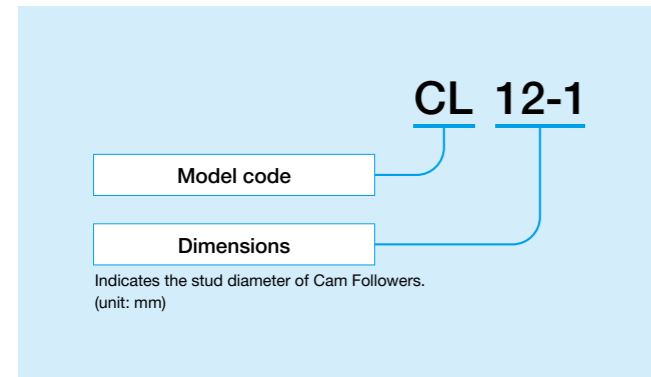 CL 12-1
Model code
Dimensions
Indicates the stud diameter of Cam Followers.
(unit: mm)